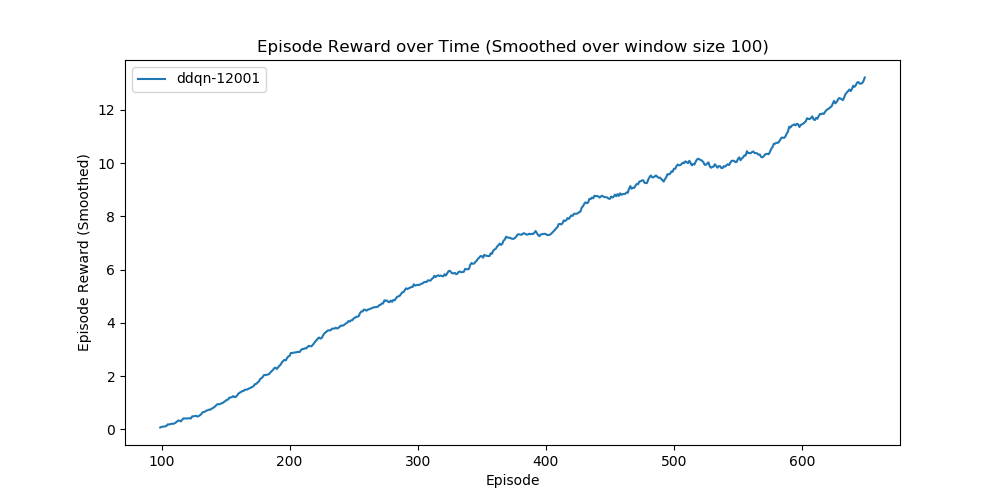 Episode Reward over Time (Smoothed over window size 100)
ddqn-12001
Episode Reward (Smoothed)
12
10
8
6
4
2
0
100 200 300 400 500 600
Episode